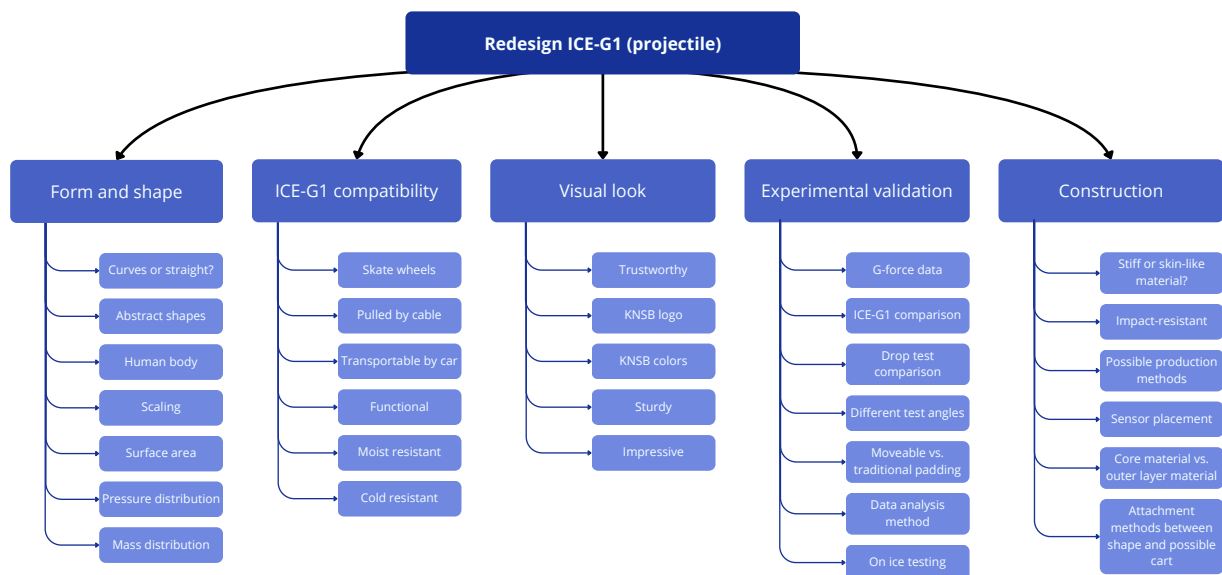 Redesign ICE-G1 (projectile)
Form and shape
Curves or straight?
Abstract shapes
Human body
Scaling
Surface area
Pressure distribution
Mass distribution
ICE-G1 compatibility
Skate wheels
Pulled by cable
Transportable by car
Functional
Moist resistant
Cold resistant
Visual look
Trustworthy
KNSB logo
KNSB colors
Sturdy
Impressive
Experimental validation
G-force data
ICE-G1 comparison
Drop test
comparison
Different test angles
Moveable vs.
traditional padding
Data analysis
method
On ice testing
Construction
Stiff or skin-like
material?
Impact-resistant
Possible production
methods
Sensor placement
Core material vs.
outer layer material
Attachment
methods between
shape and possible
cart